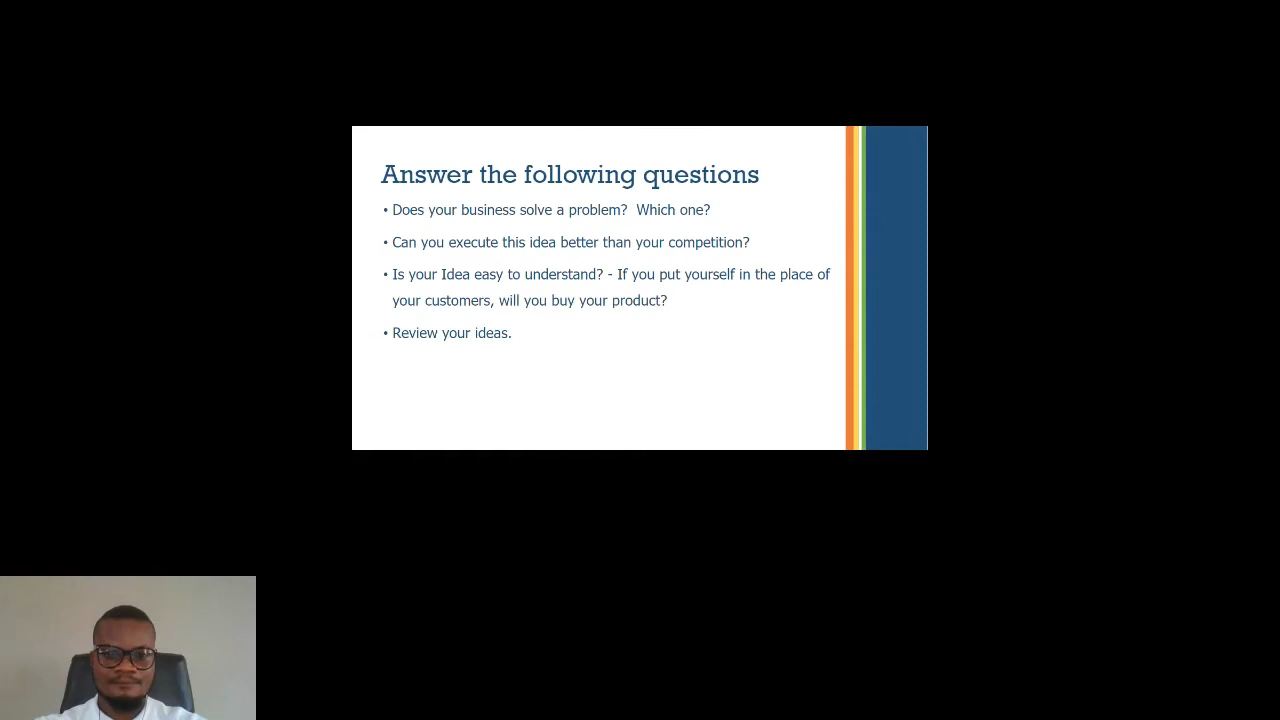 Answer the following questions
• Does your business solve a problem?  Which one?
• Can you execute this idea better than your competition?
• Is your Idea easy to understand? - If you put yourself in the place of
your customers, will you buy your product?
• Review your ideas.